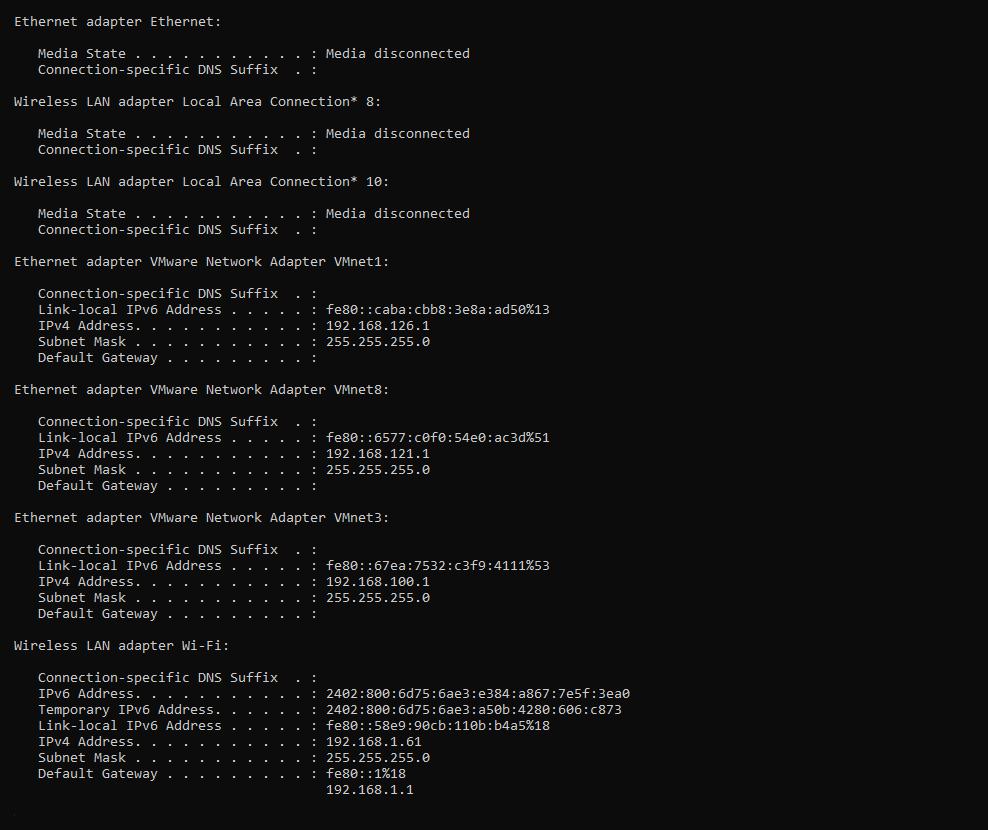 Ethernet adapter Ethernet:
Media State . . . . . . . . . . . : Media disconnected
Connection-specific DNS Suffix  . :
Wireless LAN adapter Local Area Connection* 8:
Media State . . . . . . . . . . . : Media disconnected
Connection-specific DNS Suffix  . :
Wireless LAN adapter Local Area Connection* 10:
Media State . . . . . . . . . . . : Media disconnected
Connection-specific DNS Suffix  . :
Ethernet adapter VMware Network Adapter VMnet1:
Connection-specific DNS Suffix  . :
Link-local IPv6 Address . . . . . : fe80::caba:cbb8:3e8a:ad50%13
IPv4 Address. . . . . . . . . . . : 192.168.126.1
Subnet Mask . . . . . . . . . . . : 255.255.255.0
Default Gateway . . . . . . . . . :
Ethernet adapter VMware Network Adapter VMnet8:
Connection-specific DNS Suffix  . :
Link-local IPv6 Address . . . . . : fe80::6577:c0f0:54e0:ac3d%51
IPv4 Address. . . . . . . . . . . : 192.168.121.1
Subnet Mask . . . . . . . . . . . : 255.255.255.0
Default Gateway . . . . . . . . . :
Ethernet adapter VMware Network Adapter VMnet3:
Connection-specific DNS Suffix  . :
Link-local IPv6 Address . . . . . : fe80::67ea:7532:c3f9:4111%53
IPv4 Address. . . . . . . . . . . : 192.168.100.1
Subnet Mask . . . . . . . . . . . : 255.255.255.0
Default Gateway . . . . . . . . . :
Wireless LAN adapter Wi-Fi:
Connection-specific DNS Suffix  . :
IPv6 Address. . . . . . . . . . . : 2402:800:6d75:6ae3:e384:a867:7e5f:3ea0
Temporary IPv6 Address. . . . . . : 2402:800:6d75:6ae3:a50b:4280:606:c873
Link-local IPv6 Address . . . . . : fe80::58e9:90cb:110b:b4a5%18
IPv4 Address. . . . . . . . . . . : 192.168.1.61
Subnet Mask . . . . . . . . . . . : 255.255.255.0
Default Gateway . . . . . . . . . : fe80::1%18
192.168.1.1